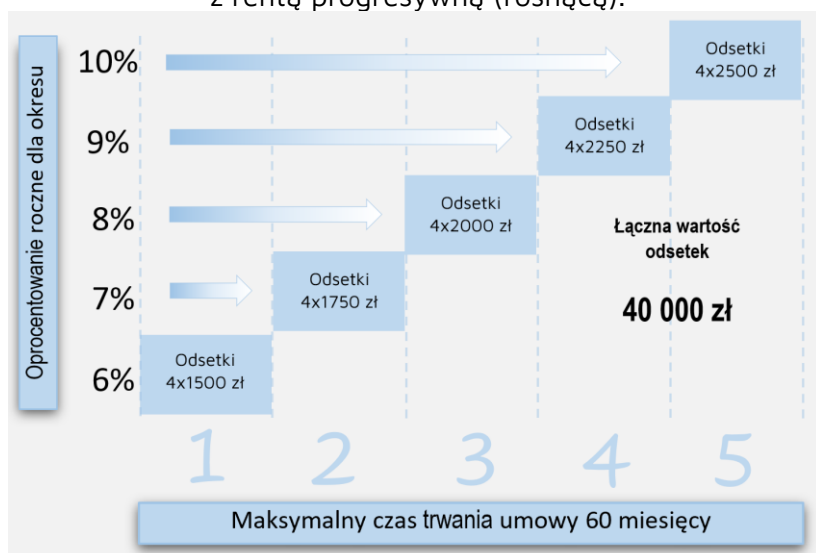 z rentą progresywną (rosnącą).
Oprocentowanie roczne dla okresu
10%
Odsetki
4x2500 zł
9%
Odsetki
4x2250 zł
8%
Odsetki
4x2000 zł
Łączna wartość
odsetek
40 000 zł
7%
Odsetki
4x1750 zł
6%
Odsetki
4x1500 zł
1 2 3 4 5
Maksymalny czas trwania umowy 60 miesięcy